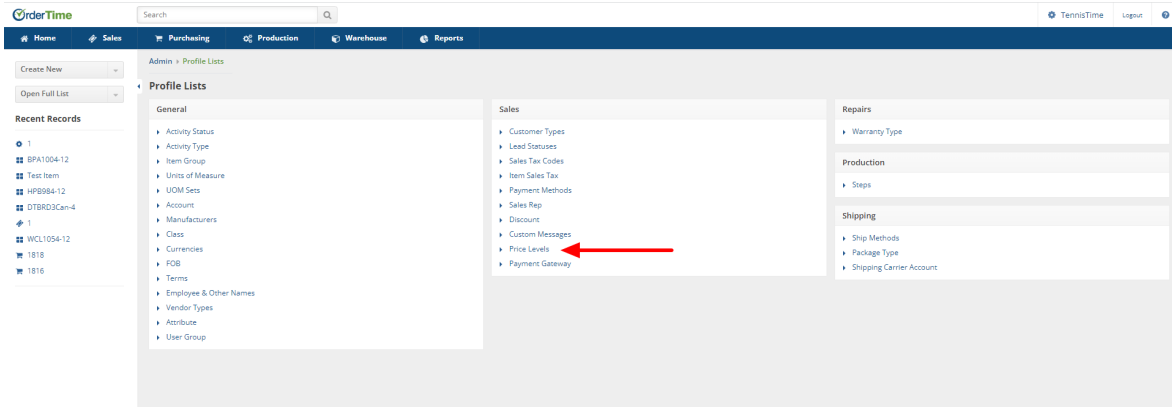 OrderTime
Search
TennisTime
Logout
Home
Sales
Purchasing
Production
Warehouse
Reports
Create New
Open Full List
Recent Records
1
BPA1004-12
Test Item
HPB984-12
DTBRD3Can-4
1
WCL1054-12
1818
1816
Admin
Profile Lists
Profile Lists
General
Activity Status
Activity Type
Item Group
Units of Measure
UOM Sets
Account
Manufacturers
Class
Currencies
FOB
Terms
Employee & Other Names
Vendor Types
Attribute
User Group
Sales
Customer Types
Lead Statuses
Sales Tax Codes
Item Sales Tax
Payment Methods
Sales Rep
Discount
Custom Messages
Price Levels
Payment Gateway
Repairs
Warranty Type
Production
Steps
Shipping
Ship Methods
Package Type
Shipping Carrier Account